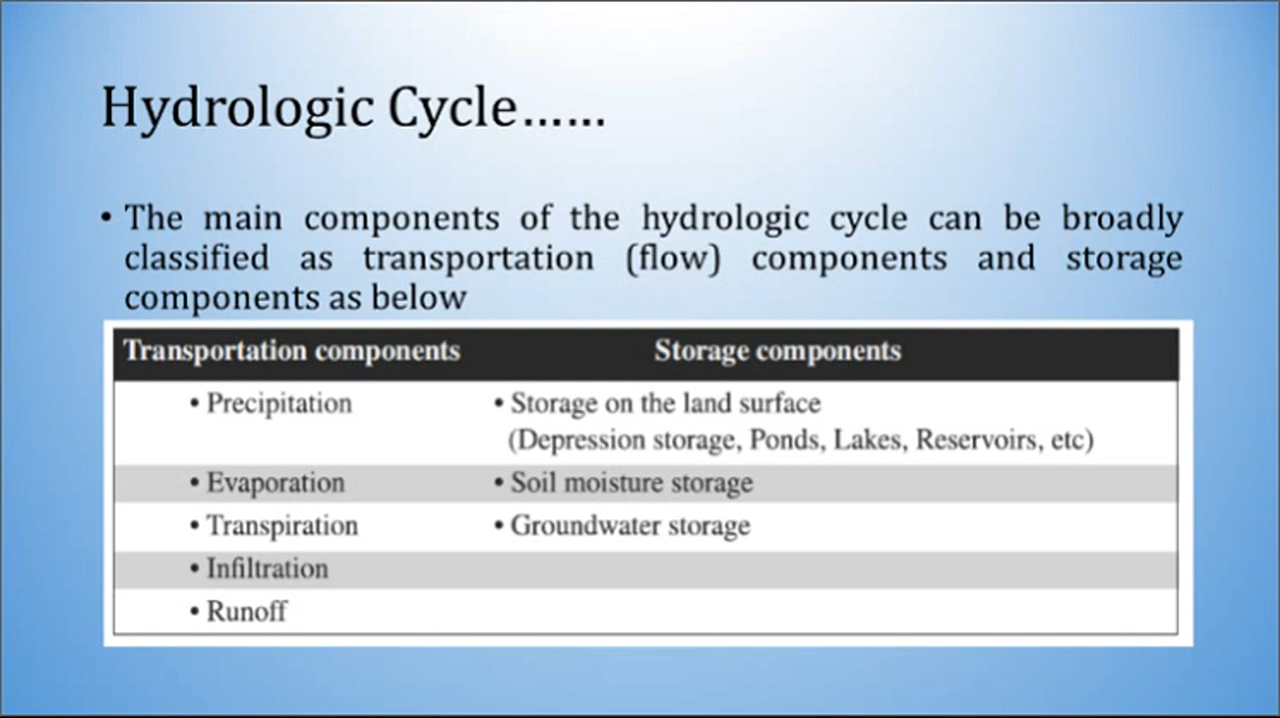 Hydrologic Cycle......
• The main components of the hydrologic cycle can be broadly
classified as transportation (flow) components and storage
components as below
Transportation components Storage components
• Precipitation • Storage on the land surface
(Depression storage, Ponds, Lakes, Reservoirs, etc)
• Evaporation • Soil moisture storage
• Transpiration • Groundwater storage
• Infiltration
• Runoff